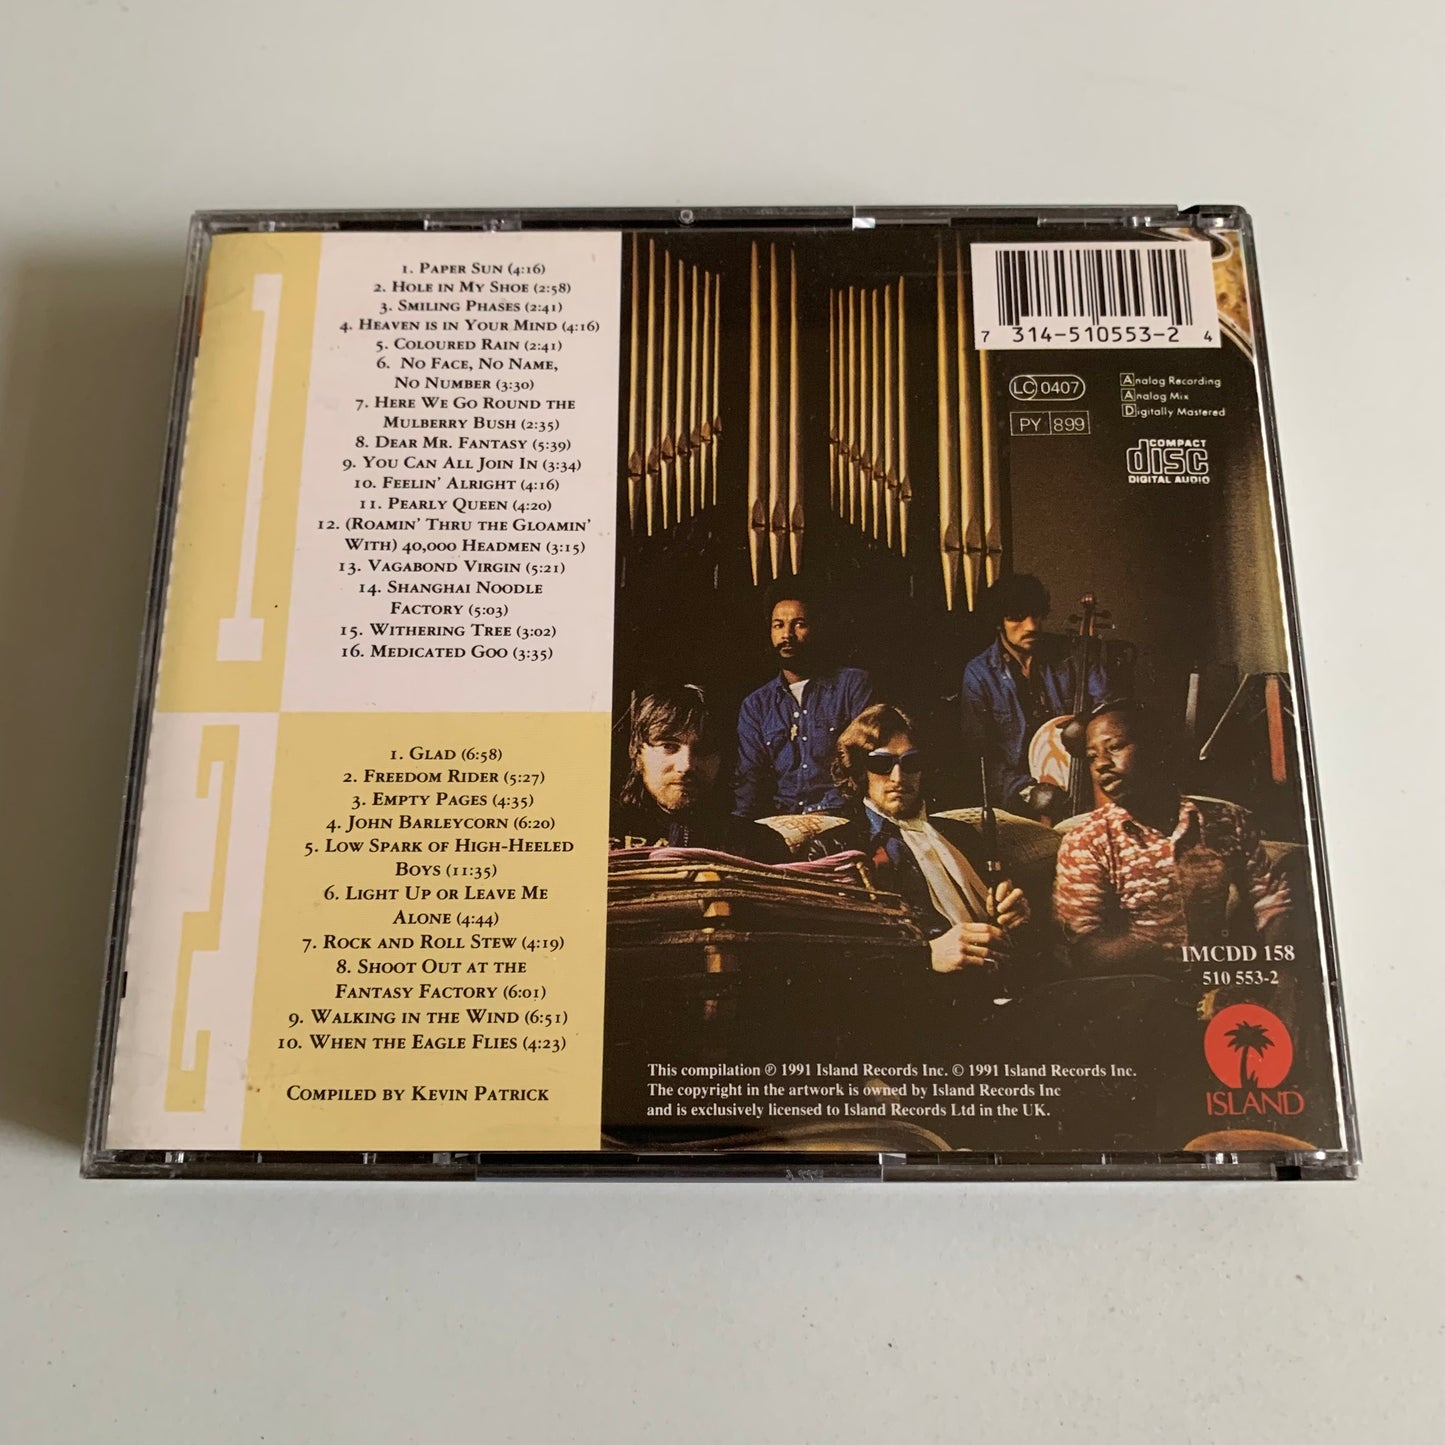 1. Paper Sun (4:16)
2. Hole in My Shoe (2:58)
3. Smiling Phases (2:41)
4. Heaven is in Your Mind (4:16)
5. Coloured Rain (2:41)
6. No Face, No Name,
No Number (3:30)
7. Here We Go Round the
Mulberry Bush (2:35)
8. Dear Mr. Fantasy (5:39)
9. You Can All Join In (3:34)
10. Feelin' Alright (4:16)
11. Pearly Queen (4:20)
12. (Roamin' Thru the Gloamin'
With) 40,000 Headmen (3:15)
13. Vagabond Virgin (5:21)
14. Shanghai Noodle
Factory (5:03)
15. Withering Tree (3:02)
16. Medicated Goo (3:35)
1. Glad (6:58)
2. Freedom Rider (5:27)
3. Empty Pages (4:35)
4. John Barleycorn (6:20)
5. Low Spark of High-Heeled
Boys (11:35)
6. Light Up or Leave Me
Alone (4:44)
7. Rock and Roll Stew (4:19)
8. Shoot Out at the
Fantasy Factory (6:01)
9. Walking in the Wind (6:51)
10. When the Eagle Flies (4:23)
Compiled by Kevin Patrick
1
2
7 314-510553-2 4
LC 0407
PY 899
Analog Recording
Analog Mix
Digitally Mastered
COMPACT
disc
DIGITAL AUDIO
IMCDD 158
510 553-2
ISLAND
This compilation ℗ 1991 Island Records Inc. © 1991 Island Records Inc.
The copyright in the artwork is owned by Island Records Inc
and is exclusively licensed to Island Records Ltd in the UK.